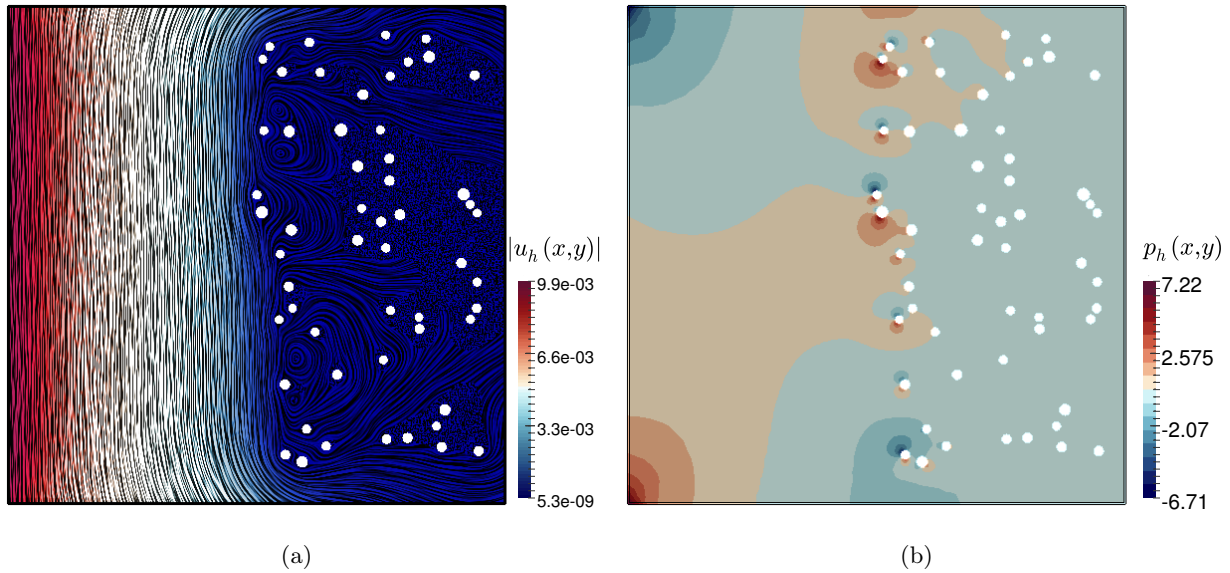 |u_h (x,y)|
9.9e-03
6.6e-03
3.3e-03
5.3e-09
(a)
p_h (x,y)
7.22
2.575
-2.07
-6.71
(b)